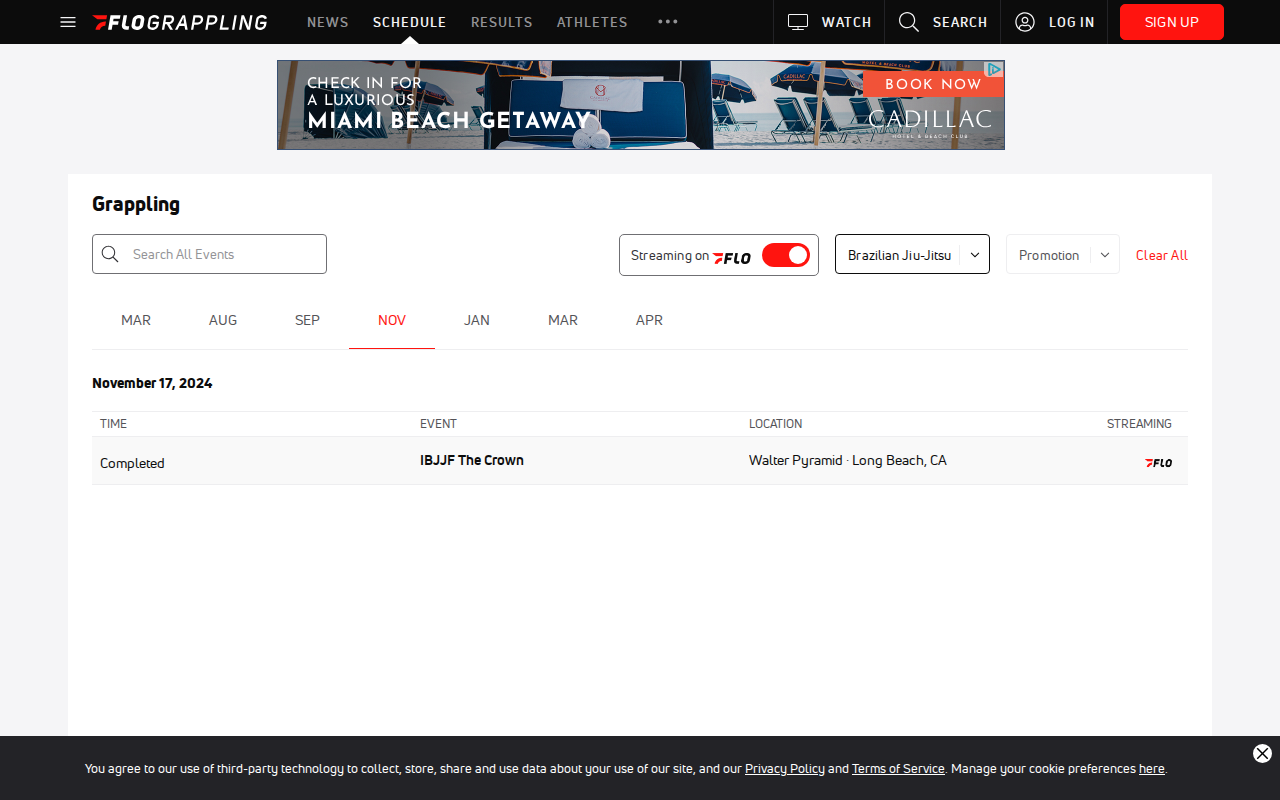 FLOGRAPPLING
NEWS
SCHEDULE
RESULTS
ATHLETES
WATCH
SEARCH
LOG IN
SIGN UP
CHECK IN FOR
A LUXURIOUS
MIAMI BEACH GETAWAY
BOOK NOW
CADILLAC
HOTEL & BEACH CLUB
Grappling
Search All Events
Streaming on FLO
Brazilian Jiu-Jitsu
Promotion
Clear All
MAR
AUG
SEP
NOV
JAN
MAR
APR
November 17, 2024
TIME
EVENT
LOCATION
STREAMING
Completed
IBJJF The Crown
Walter Pyramid · Long Beach, CA
FLO
You agree to our use of third-party technology to collect, store, share and use data about your use of our site, and our Privacy Policy and Terms of Service. Manage your cookie preferences here.